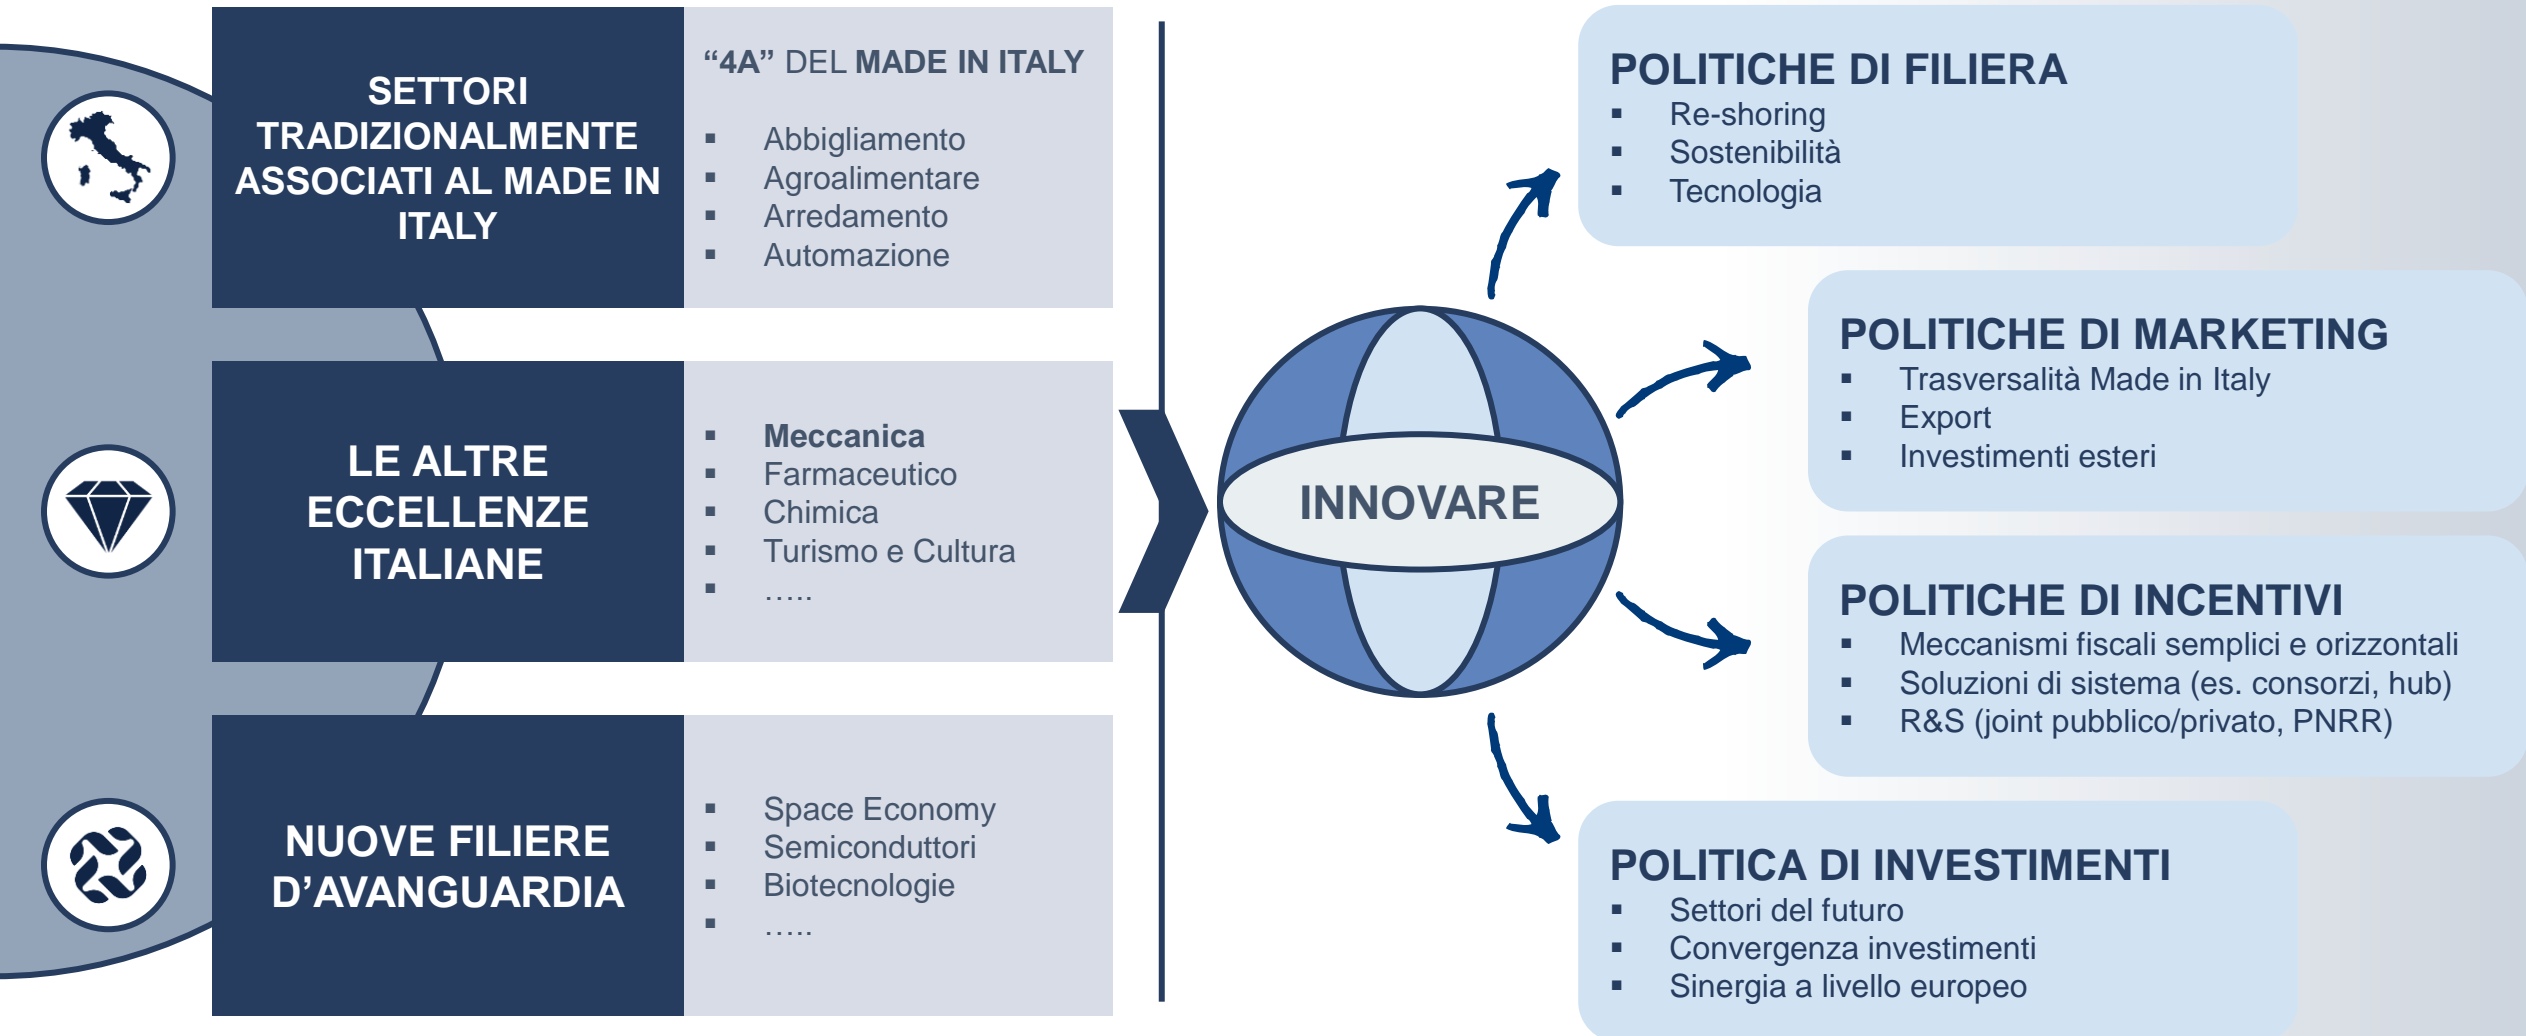 SETTORI
TRADIZIONALMENTE
ASSOCIATI AL MADE IN
ITALY
“4A” DEL MADE IN ITALY
▪ Abbigliamento
▪ Agroalimentare
▪ Arredamento
▪ Automazione
LE ALTRE
ECCELLENZE
ITALIANE
▪ Meccanica
▪ Farmaceutico
▪ Chimica
▪ Turismo e Cultura
▪ …..
NUOVE FILIERE
D’AVANGUARDIA
▪ Space Economy
▪ Semiconduttori
▪ Biotecnologie
▪ …..
INNOVARE
POLITICHE DI FILIERA
▪ Re-shoring
▪ Sostenibilità
▪ Tecnologia
POLITICHE DI MARKETING
▪ Trasversalità Made in Italy
▪ Export
▪ Investimenti esteri
POLITICHE DI INCENTIVI
▪ Meccanismi fiscali semplici e orizzontali
▪ Soluzioni di sistema (es. consorzi, hub)
▪ R&S (joint pubblico/privato, PNRR)
POLITICA DI INVESTIMENTI
▪ Settori del futuro
▪ Convergenza investimenti
▪ Sinergia a livello europeo